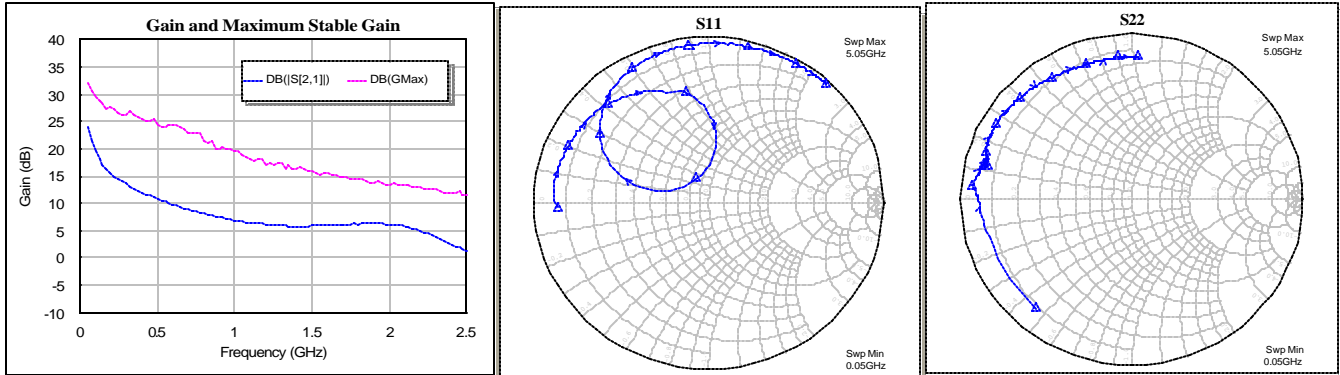 Gain and Maximum Stable Gain
40
35
30
25
20
15
10
5
0
-5
-10
Gain (dB)
DB(|S[2,1]|)
DB(GMax)
0
0.5
1
1.5
2
2.5
Frequency (GHz)
S11
Swp Max
5.05GHz
Swp Min
0.05GHz
S22
Swp Max
5.05GHz
Swp Min
0.05GHz